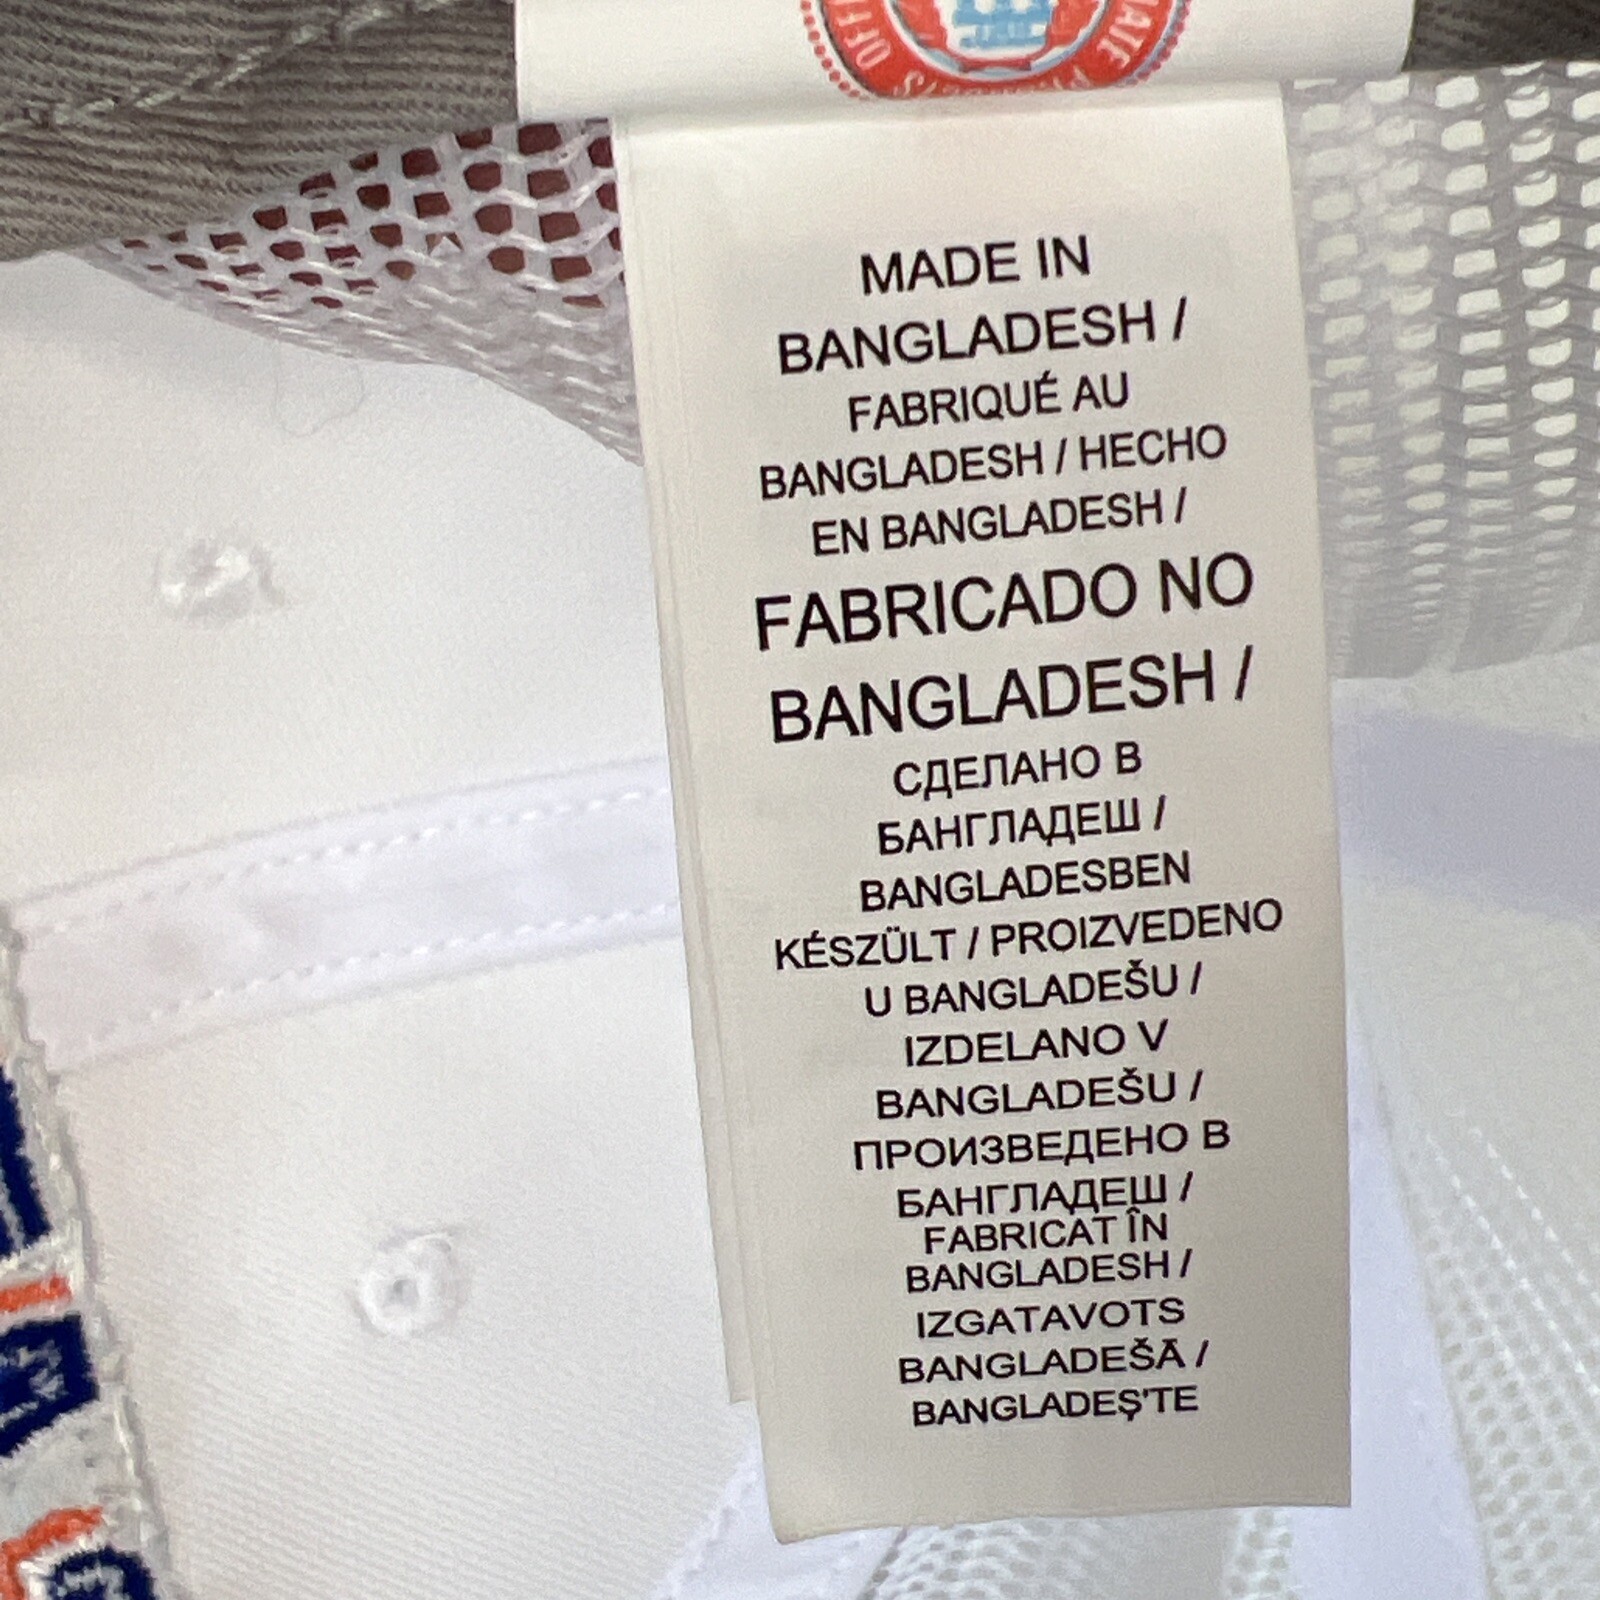 MADE IN
BANGLADESH /
FABRIQUÉ AU
BANGLADESH / HECHO
EN BANGLADESH /
FABRICADO NO
BANGLADESH /
СДЕЛАНО В
БАНГЛАДЕШ /
BANGLADESBEN
KÉSZÜLT / PROIZVEDENO
U BANGLADEŠU /
IZDELANO V
BANGLADEŠU /
ПРОИЗВЕДЕНО В
БАНГЛАДЕШ /
FABRICAT ÎN
BANGLADESH /
IZGATAVOTS
BANGLADEŠĀ /
BANGLADEŞ'TE